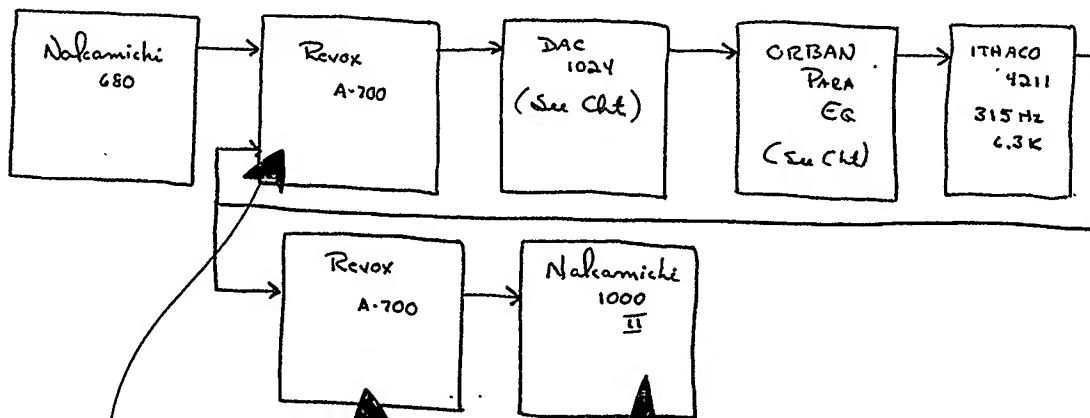 Nakamichi
680
Revox
A-700
DAC
1024
(See Cht)
ORBAN
PARA
EQ
(See Cht)
ITHACO
4211
315 Hz
6.3K
Revox
A-700
Nakamichi
1000
II